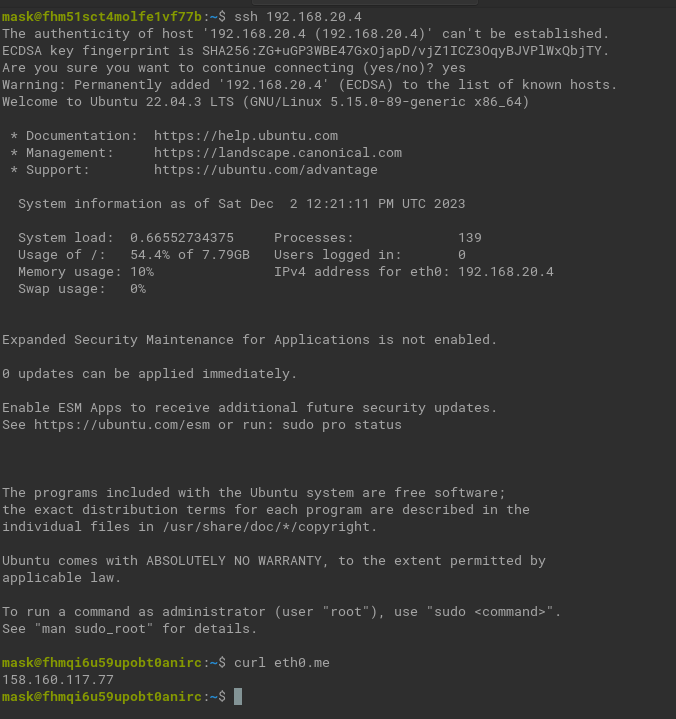 mask@fhm51sct4molfe1vf77b:~$ ssh 192.168.20.4
The authenticity of host '192.168.20.4 (192.168.20.4)' can't be established.
ECDSA key fingerprint is SHA256:ZG+uGP3WBE47GxOjapD/vjZ1ICZ3OqyBJVPlWxQbjTY.
Are you sure you want to continue connecting (yes/no)? yes
Warning: Permanently added '192.168.20.4' (ECDSA) to the list of known hosts.
Welcome to Ubuntu 22.04.3 LTS (GNU/Linux 5.15.0-89-generic x86_64)
 * Documentation:  https://help.ubuntu.com
 * Management:     https://landscape.canonical.com
 * Support:        https://ubuntu.com/advantage
  System information as of Sat Dec  2 12:21:11 PM UTC 2023
  System load:  0.66552734375     Processes:             139
  Usage of /:   54.4% of 7.79GB   Users logged in:       0
  Memory usage: 10%               IPv4 address for eth0: 192.168.20.4
  Swap usage:   0%
Expanded Security Maintenance for Applications is not enabled.
0 updates can be applied immediately.
Enable ESM Apps to receive additional future security updates.
See https://ubuntu.com/esm or run: sudo pro status
The programs included with the Ubuntu system are free software;
the exact distribution terms for each program are described in the
individual files in /usr/share/doc/*/copyright.
Ubuntu comes with ABSOLUTELY NO WARRANTY, to the extent permitted by
applicable law.
To run a command as administrator (user "root"), use "sudo <command>".
See "man sudo_root" for details.
mask@fhmqi6u59upobt0anirc:~$ curl eth0.me
158.160.117.77
mask@fhmqi6u59upobt0anirc:~$